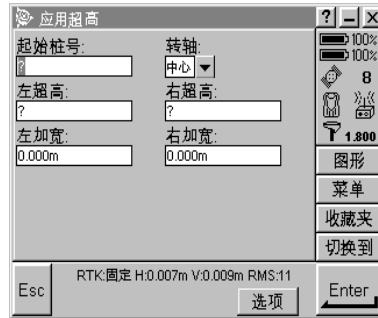 应用超高
? _ X
起始桩号: 转轴:
? 中心
100%
100%
左超高: 右超高:
? ?
8
左加宽: 右加宽:
0.000m 0.000m
1.800
图形
菜单
收藏夹
切换到
Esc
RTK:固定 H:0.007m V:0.009m RMS:11
选项
Enter